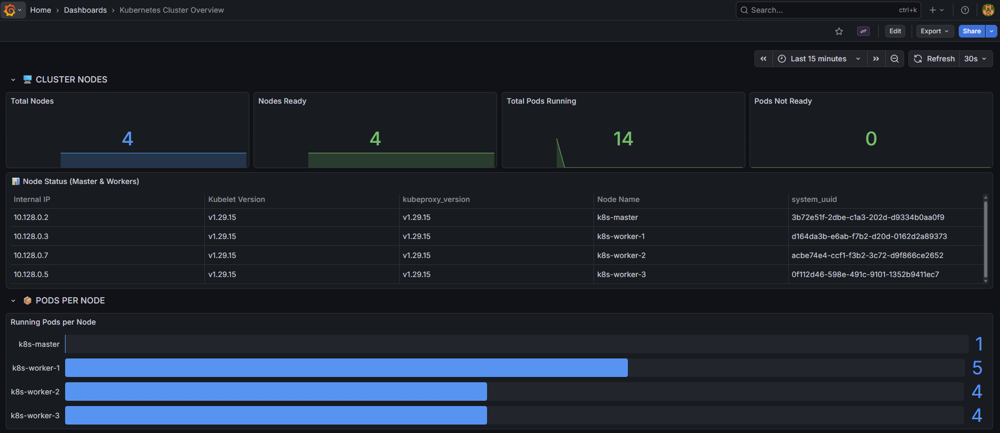 Home › Dashboards › Kubernetes Cluster Overview
Search... ctrl+k
Edit Export Share
Last 15 minutes Refresh 30s
CLUSTER NODES
Total Nodes
4
Nodes Ready
4
Total Pods Running
14
Pods Not Ready
0
Node Status (Master & Workers)
Internal IP Kubelet Version kubeproxy_version Node Name system_uuid
10.128.0.2 v1.29.15 v1.29.15 k8s-master 3b72e51f-2dbe-c1a3-202d-d9334b0aa0f9
10.128.0.3 v1.29.15 v1.29.15 k8s-worker-1 d164da3b-e6ab-f7b2-d20d-0162d2a89373
10.128.0.7 v1.29.15 v1.29.15 k8s-worker-2 acbe74e4-ccf1-f3b2-3c72-d9f866ce2652
10.128.0.5 v1.29.15 v1.29.15 k8s-worker-3 0f112d46-598e-491c-9101-1352b9411ec7
PODS PER NODE
Running Pods per Node
k8s-master 1
k8s-worker-1 5
k8s-worker-2 4
k8s-worker-3 4